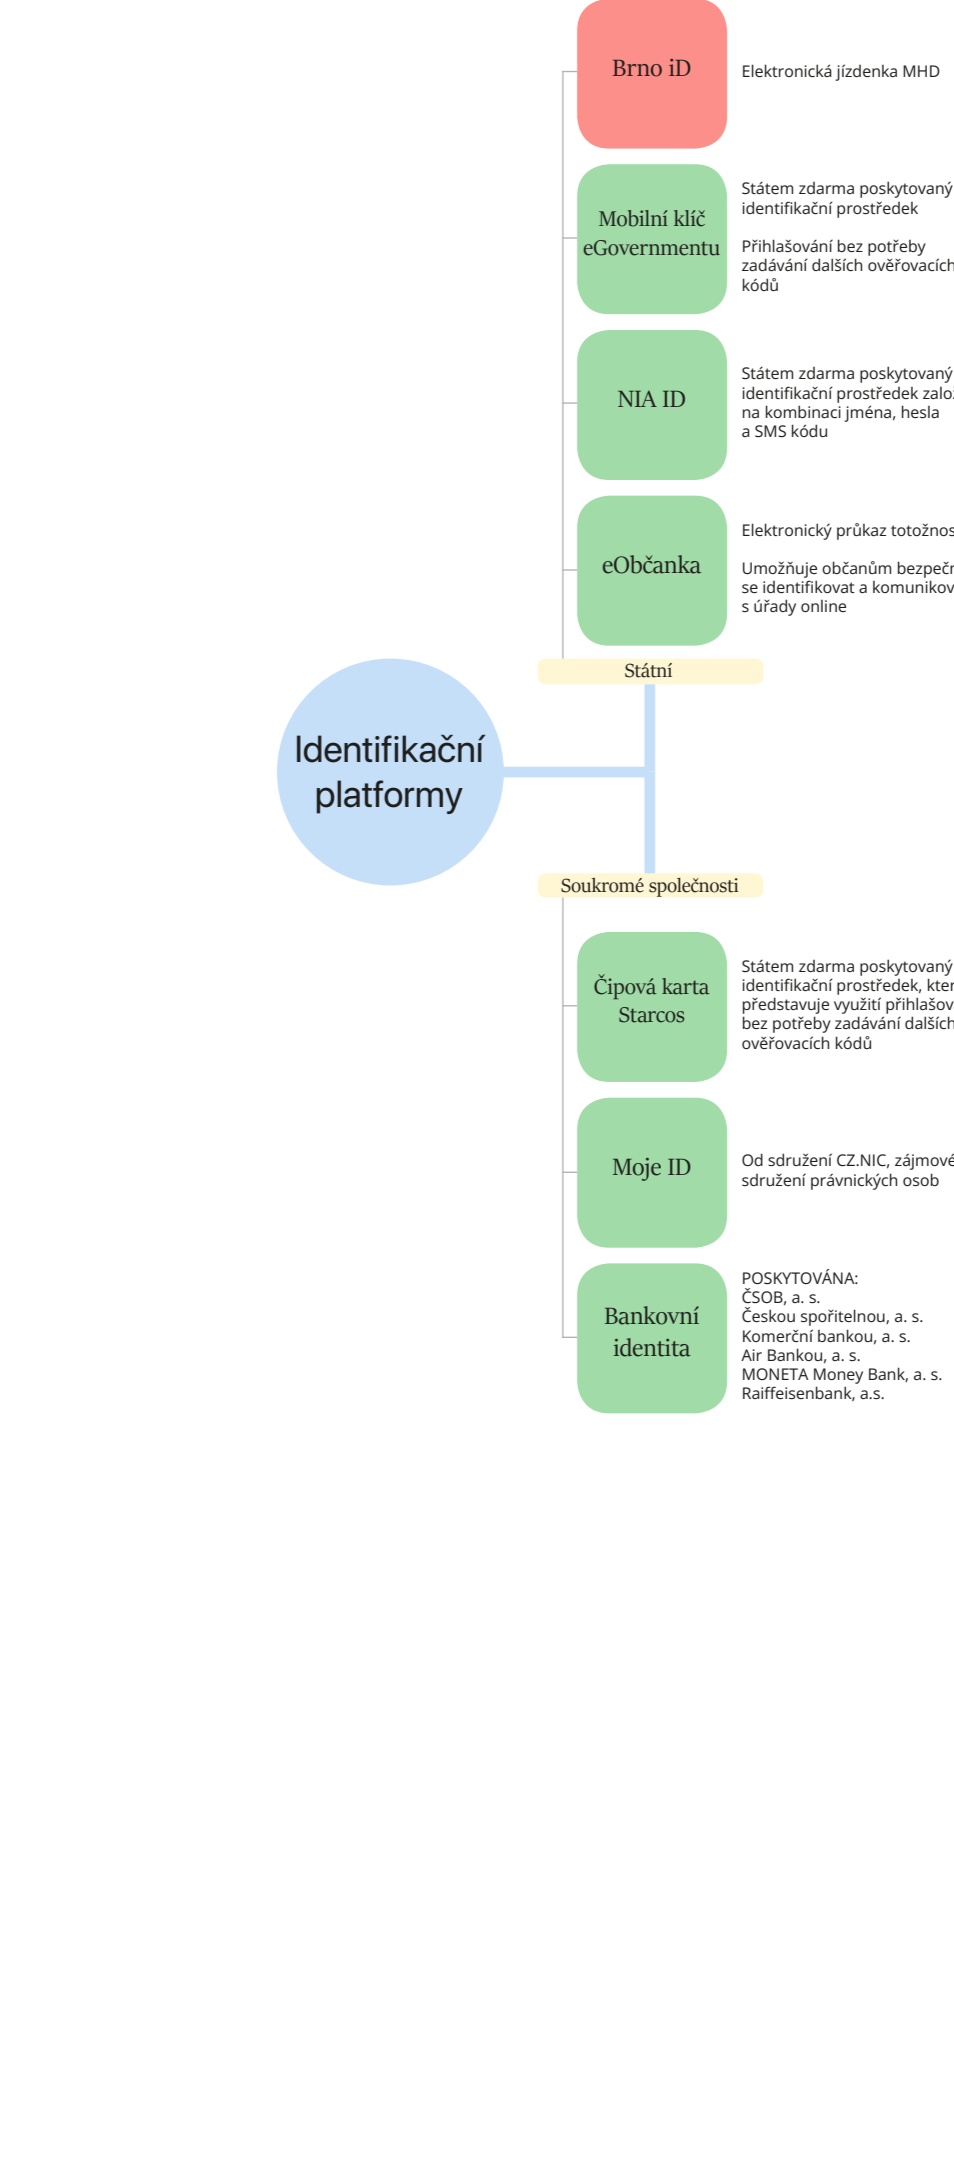 Brno iD
Elektronická jízdenka MHD
Mobilní klíč
eGovernmentu
Státem zdarma poskytovaný
identifikační prostředek
Přihlašování bez potřeby
zadávání dalších ověřovacích
kódů
NIA ID
Státem zdarma poskytovaný
identifikační prostředek
na kombinaci jména, hesla
a SMS kódu
eObčanka
Elektronický průkaz
Umožňuje občanům
se identifikovat a
s úřady online
Státní
Identifikační
platformy
Soukromé společnosti
Čipová karta
Starcos
Státem zdarma poskytovaný
identifikační prostředek,
představuje využití
bez potřeby zadávání dalších
ověřovacích kódů
Moje ID
Od sdružení CZ.NIC, zájmové
sdružení právnických osob
Bankovní
identita
POSKYTOVÁNA:
ČSOB, a. s.
Českou spořitelnou, a. s.
Komerční bankou, a. s.
Air Bankou, a. s.
MONETA Money Bank, a. s.
Raiffeisenbank, a.s.